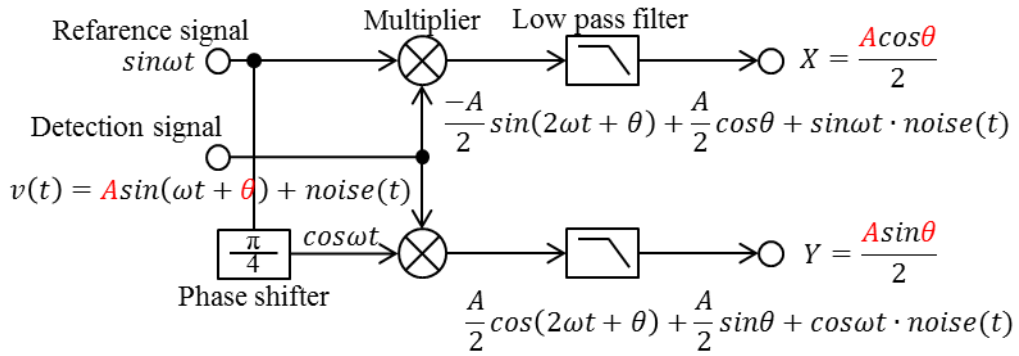 Refarence signal
sinωt
Multiplier
Low pass filter
X = Acosθ/2
-A/2 sin(2ωt + θ) + A/2 cosθ + sinωt · noise(t)
Detection signal
v(t) = Asin(ωt + θ) + noise(t)
π/4
cosωt
Phase shifter
Y = Asinθ/2
A/2 cos(2ωt + θ) + A/2 sinθ + cosωt · noise(t)